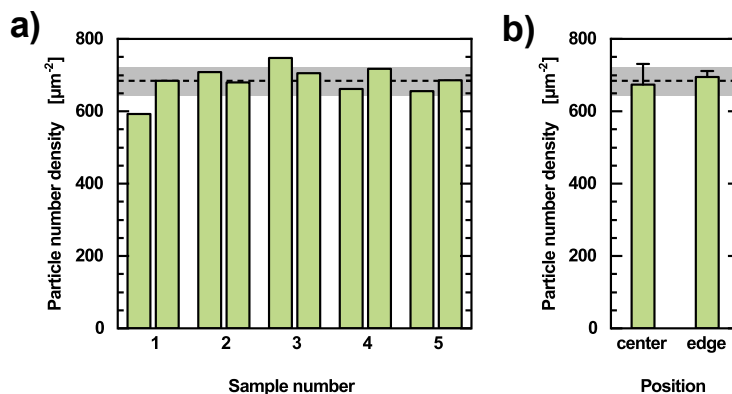 a)
Particle number density [µm⁻²]
800
600
400
200
0
1 2 3 4 5
Sample number
b)
Particle number density [µm⁻²]
800
600
400
200
0
center edge
Position